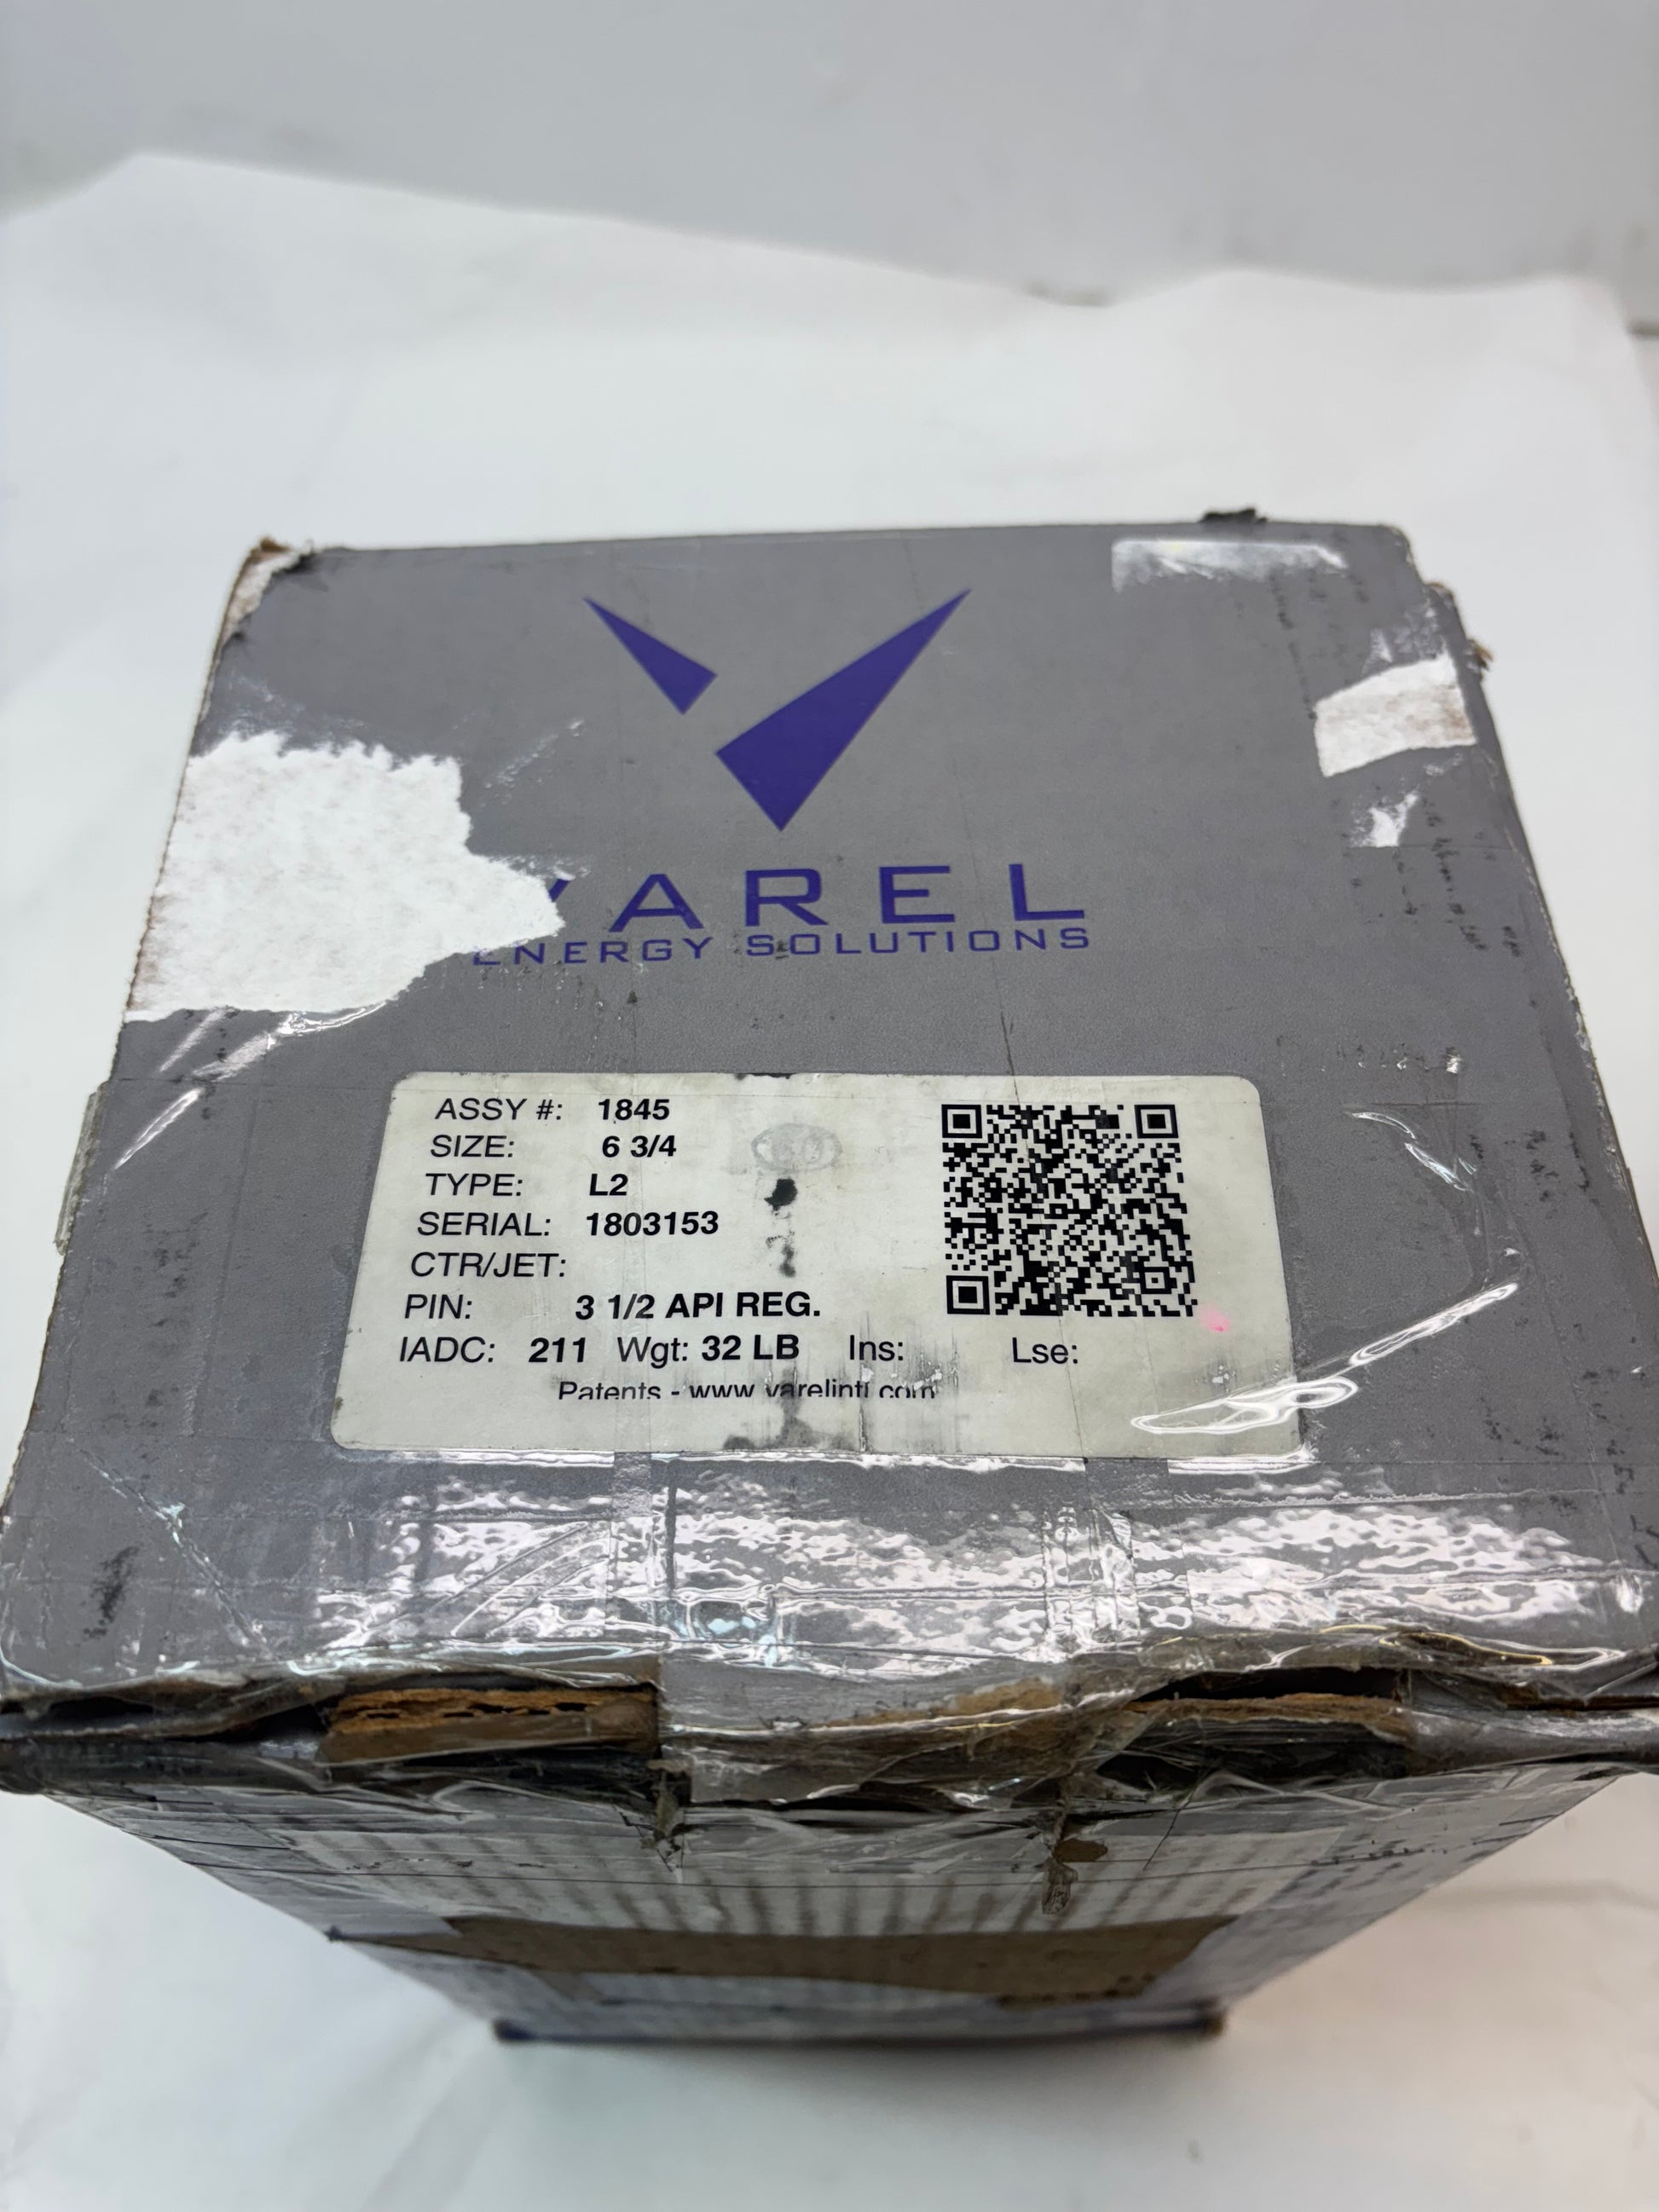 VAREL
ENERGY SOLUTIONS
ASSY #: 1845
SIZE: 6 3/4
TYPE: L2
SERIAL: 1803153
CTR/JET:
PIN: 3 1/2 API REG.
IADC: 211 Wgt: 32 LB Ins: Lse:
Patents - www.varelintl.com